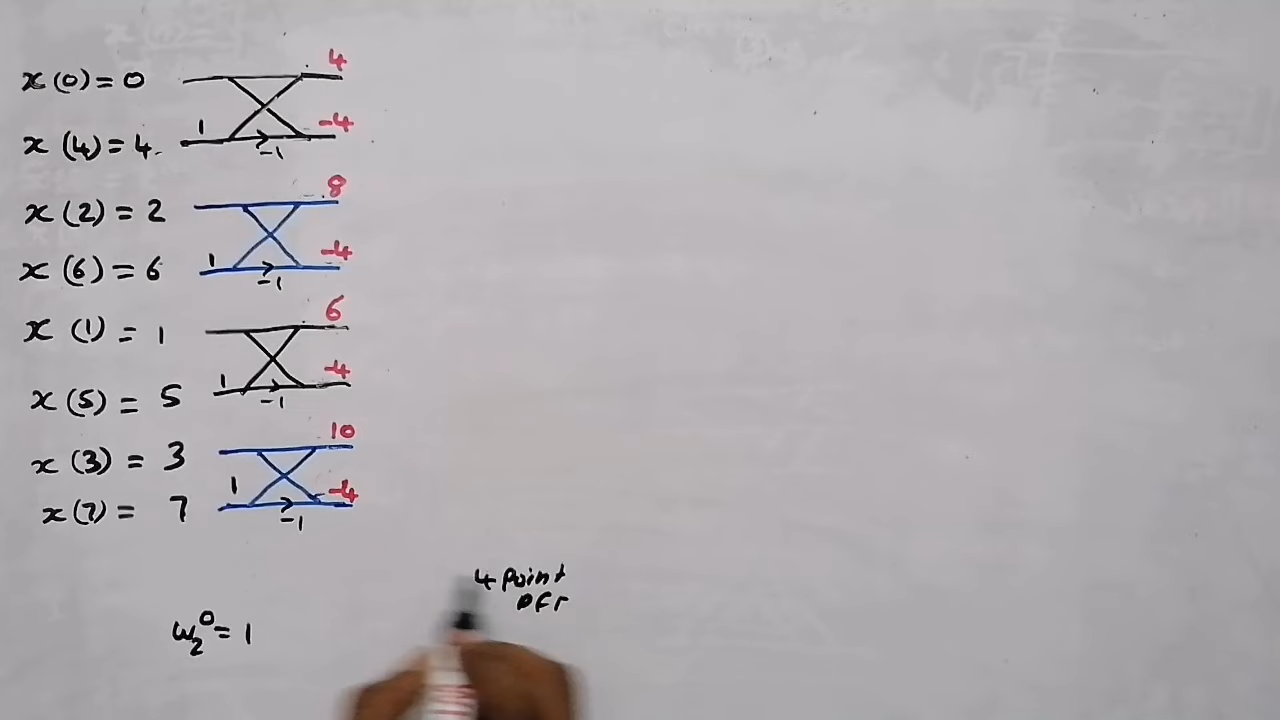 4
x(0)=0
-4
1
x(4)=4
-1
8
x(2)=2
-4
1
x(6)=6
-1
6
x(1)=1
-4
1
x(5)=5
-1
10
x(3)=3
1
-4
x(7)=7
-1
4 Point
DFT
w₂⁰=1